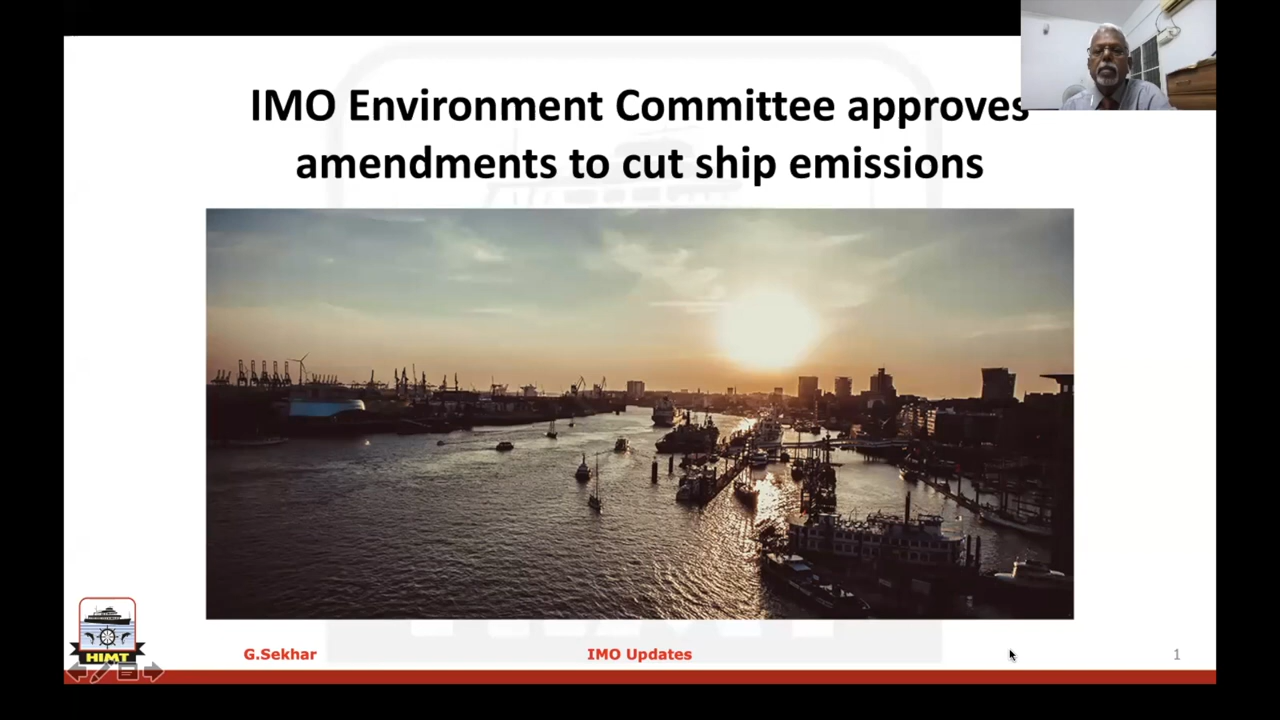 IMO Environment Committee approves
amendments to cut ship emissions
HIMT
G.Sekhar
IMO Updates
1